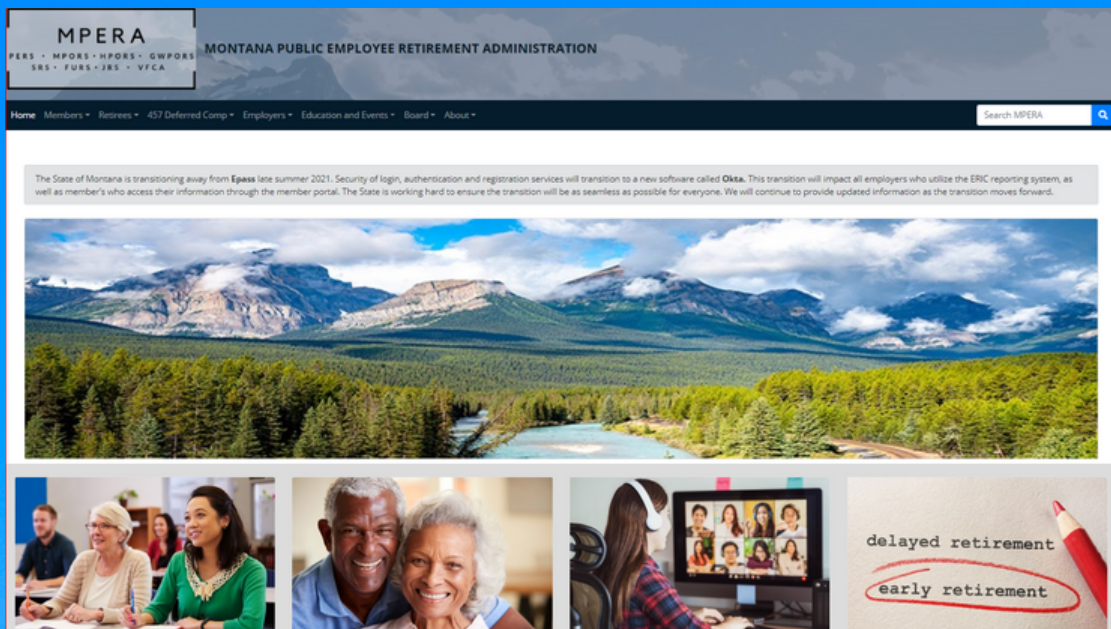 MPERA
PERS • MPORS • HPORS • GWPORS
SRS • FURS • JRS • VFCA
MONTANA PUBLIC EMPLOYEE RETIREMENT ADMINISTRATION
Home Members Retirees 457 Deferred Comp Employers Education and Events Board About
Search MPERA
The State of Montana is transitioning away from Epass late summer 2021. Security of login, authentication and registration services will transition to a new software called Okta. This transition will impact all employers who utilize the ERIC reporting system, as
well as member's who access their information through the member portal. The State is working hard to ensure the transition will be as seamless as possible for everyone. We will continue to provide updated information as the transition moves forward.
delayed retirement
early retirement